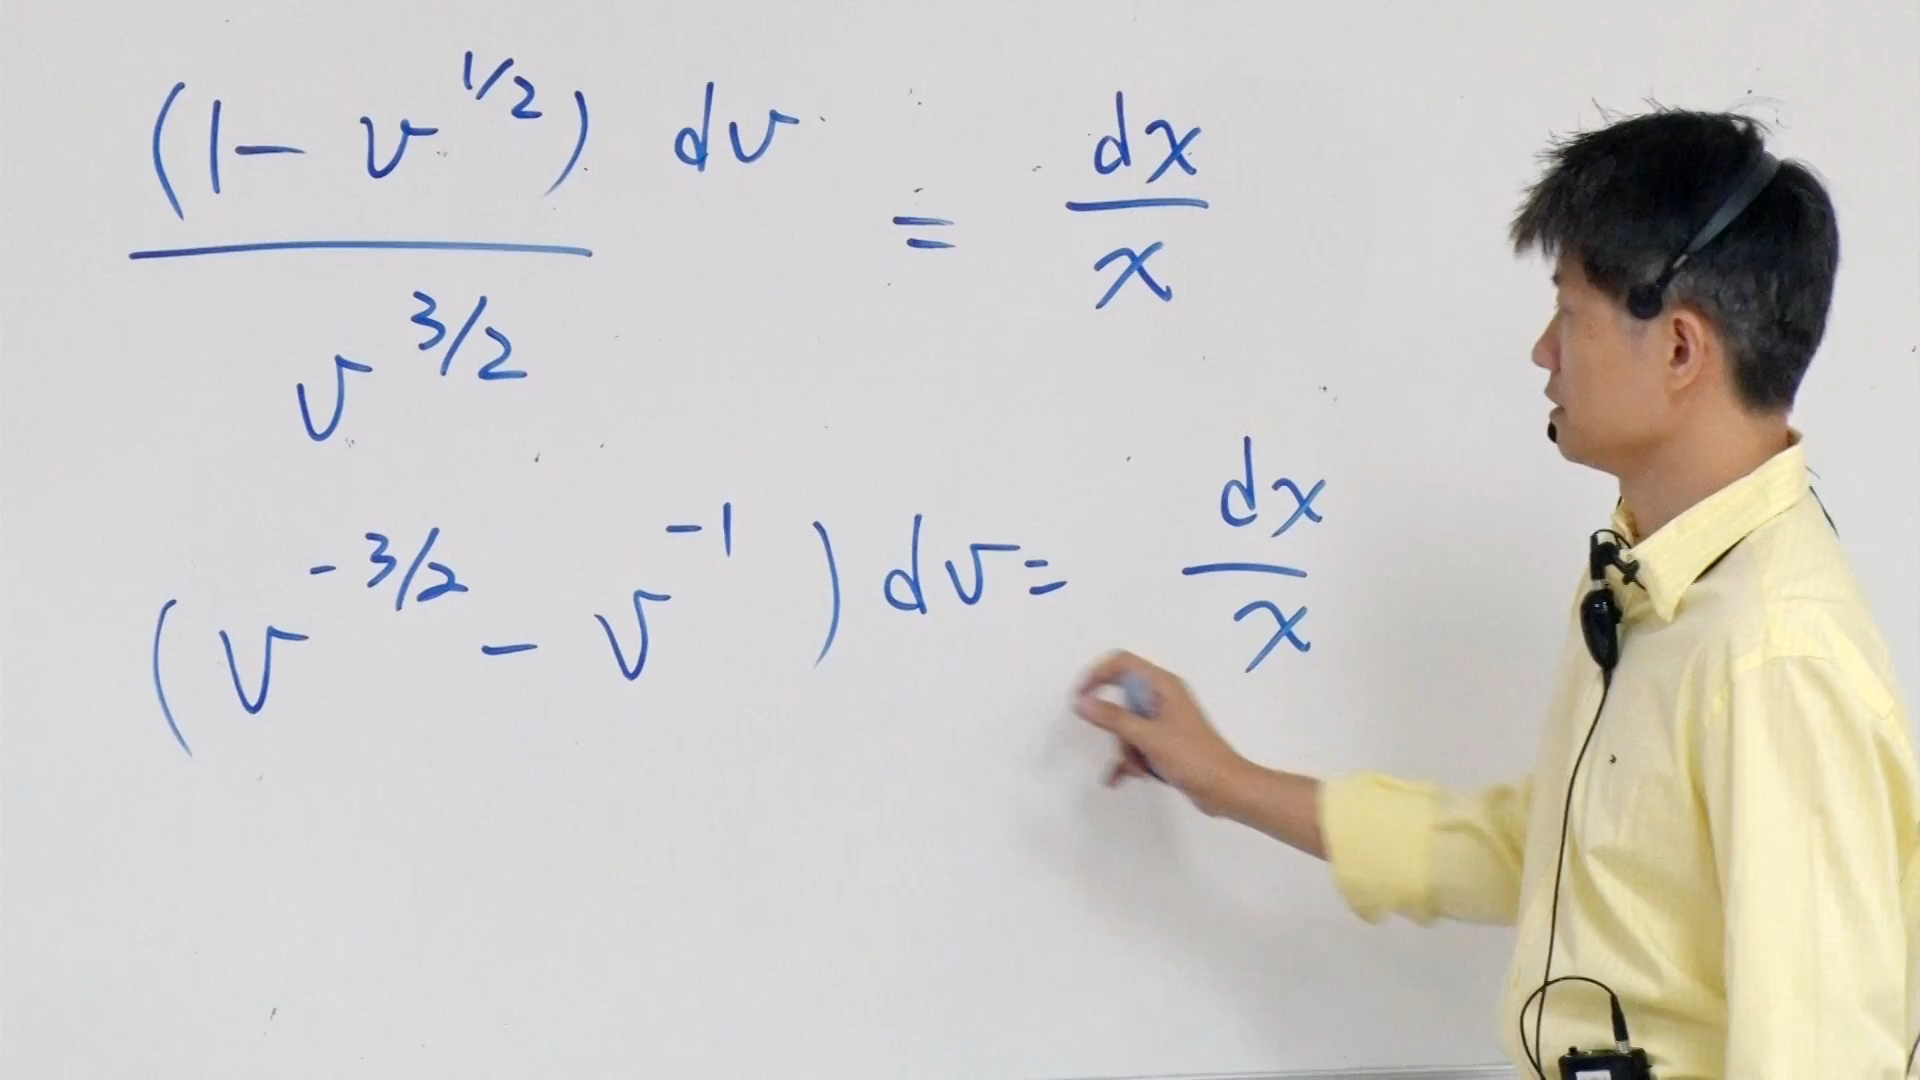 (1 - v^{1/2}) dv / v^{3/2} = dx / x
(v^{-3/2} - v^{-1}) dv = dx / x